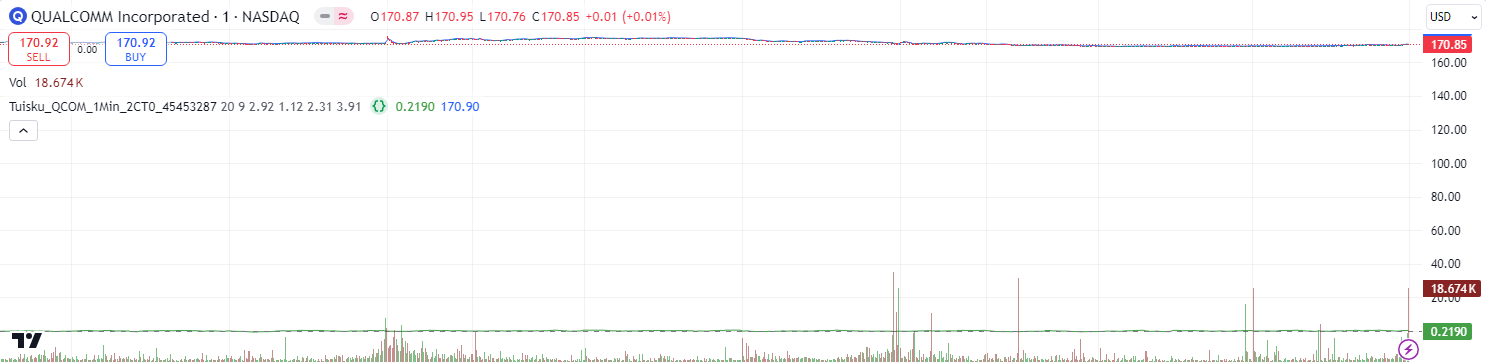 QUALCOMM Incorporated · 1 · NASDAQ O170.87 H170.95 L170.76 C170.85 +0.01 (+0.01%)
USD
170.92 SELL
0.00
170.92 BUY
170.85
160.00
Vol 18.674 K
Tuisku_QCOM_1Min_2CT0_45453287 20 9 2.92 1.12 2.31 3.91 {} 0.2190 170.90
140.00
120.00
100.00
80.00
60.00
40.00
18.674 K
20.00
0.2190